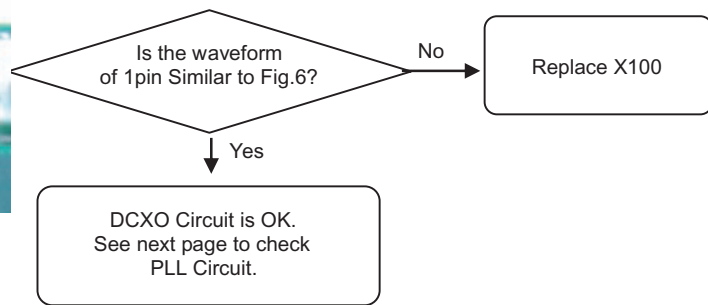 Is the waveform
of 1pin Similar to Fig.6?
No
Replace X100
Yes
DCXO Circuit is OK.
See next page to check
PLL Circuit.